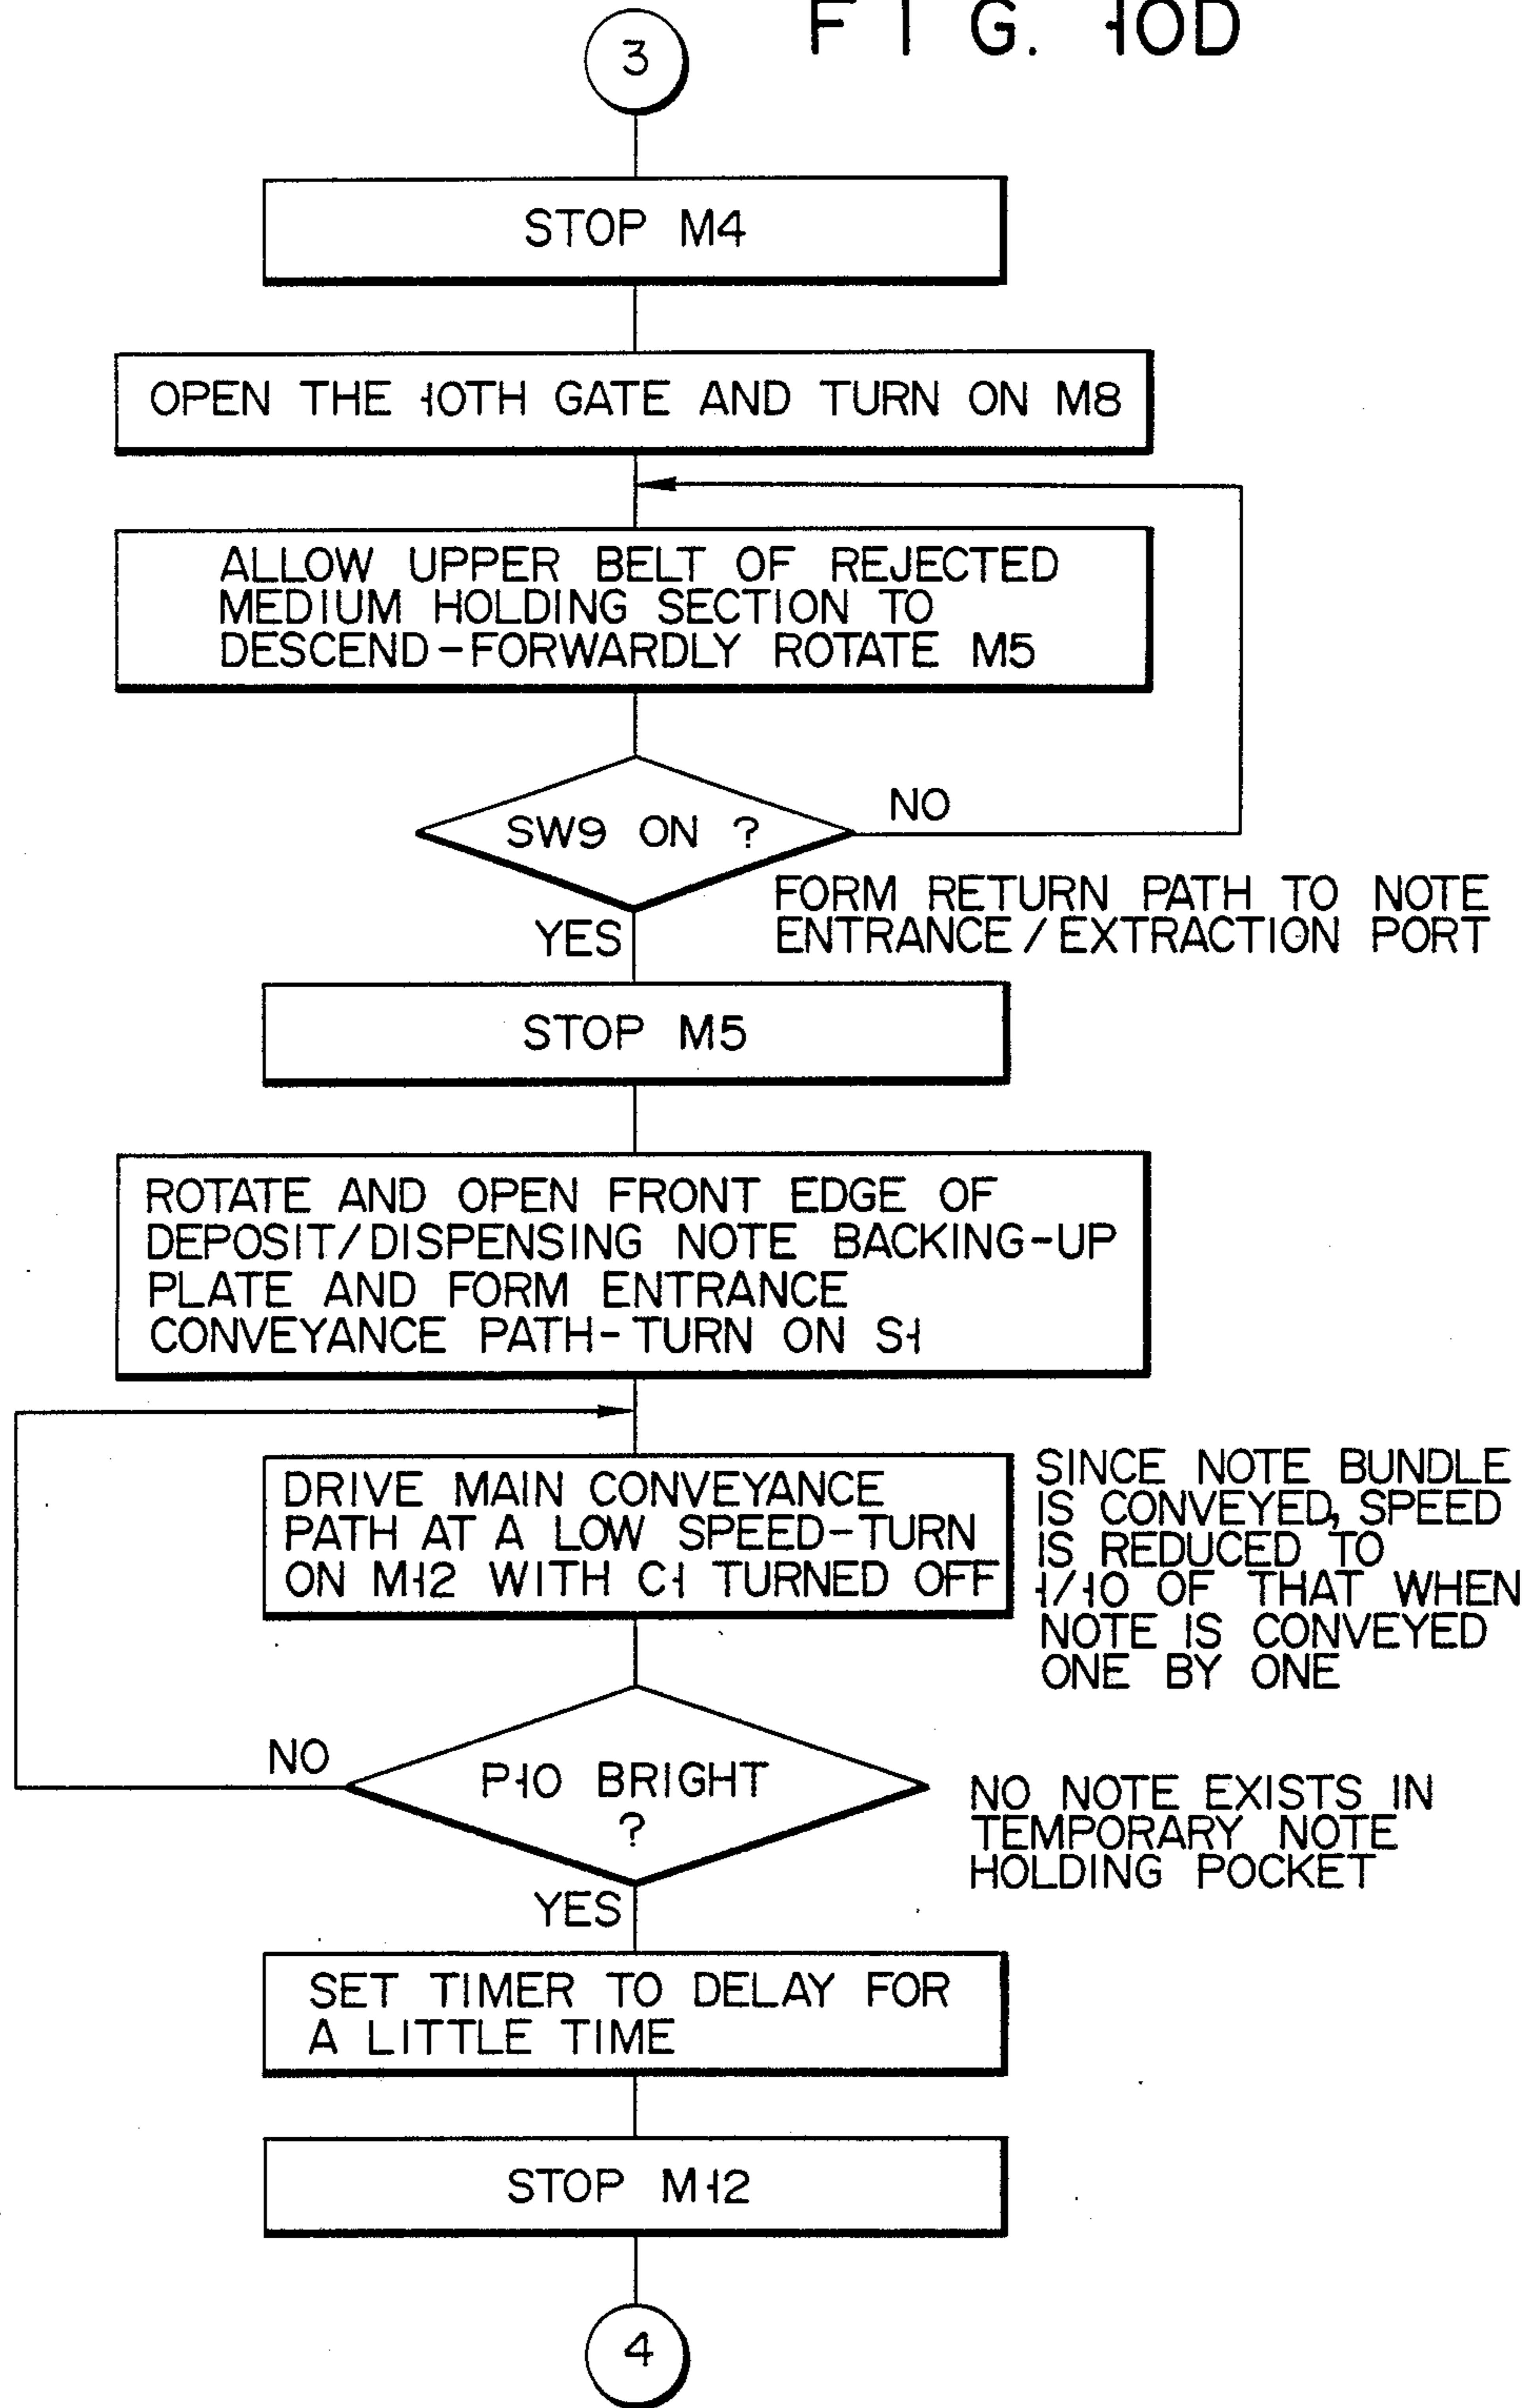 FIG. 10D
3
STOP M4
OPEN THE 10TH GATE AND TURN ON M8
ALLOW UPPER BELT OF REJECTED
MEDIUM HOLDING SECTION TO
DESCEND-FORWARDLY ROTATE M5
SW9 ON ?
NO
YES
FORM RETURN PATH TO NOTE
ENTRANCE/EXTRACTION PORT
STOP M5
ROTATE AND OPEN FRONT EDGE OF
DEPOSIT/DISPENSING NOTE BACKING-UP
PLATE AND FORM ENTRANCE
CONVEYANCE PATH-TURN ON S1
DRIVE MAIN CONVEYANCE
PATH AT A LOW SPEED-TURN
ON M12 WITH C1 TURNED OFF
SINCE NOTE BUNDLE
IS CONVEYED, SPEED
IS REDUCED TO
1/10 OF THAT WHEN
NOTE IS CONVEYED
ONE BY ONE
NO
P10 BRIGHT
?
NO NOTE EXISTS IN
TEMPORARY NOTE
HOLDING POCKET
YES
SET TIMER TO DELAY FOR
A LITTLE TIME
STOP M12
4